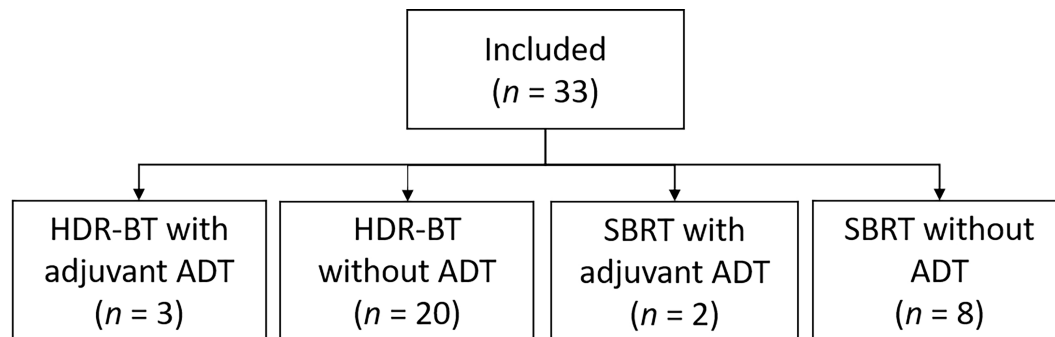 Included
(n = 33)
HDR-BT with
adjuvant ADT
(n = 3)
HDR-BT
without ADT
(n = 20)
SBRT with
adjuvant ADT
(n = 2)
SBRT without
ADT
(n = 8)